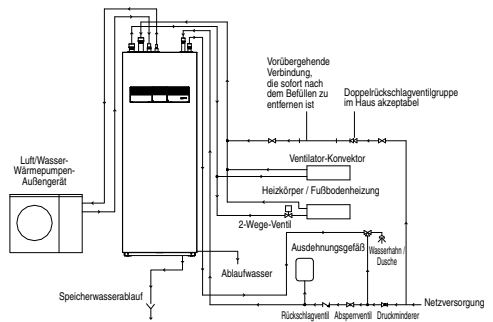 Vorübergehende
Verbindung,
die sofort nach
dem Befüllen zu
entfernen ist
Doppelrückschlagventilgruppe
im Haus akzeptabel
Ventilator-Konvektor
Luft/Wasser-
Wärmepumpen-
Außengerät
Heizkörper / Fußbodenheizung
2-Wege-Ventil
Ausdehnungsgefäß
Wasserhahn /
Dusche
Ablaufwasser
Speicherwasserablauf
Netzversorgung
Rückschlagventil
Absperrventil
Druckminderer